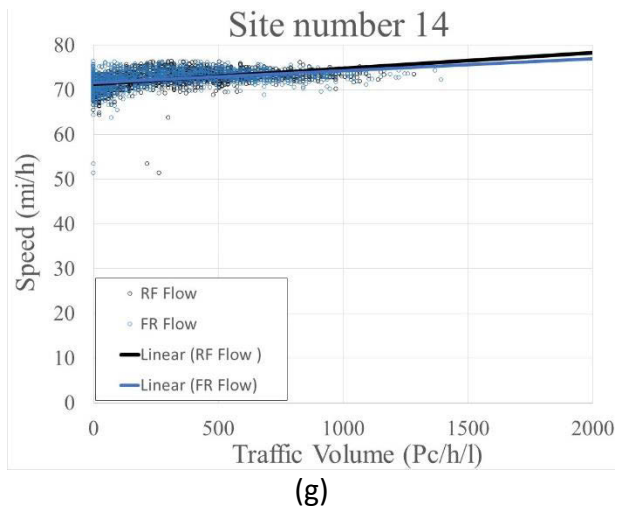 Site number 14
80
70
60
50
40
30
20
10
0
Speed (mi/h)
RF Flow
FR Flow
Linear (RF Flow )
Linear (FR Flow)
0 500 1000 1500 2000
Traffic Volume (Pc/h/l)
(g)